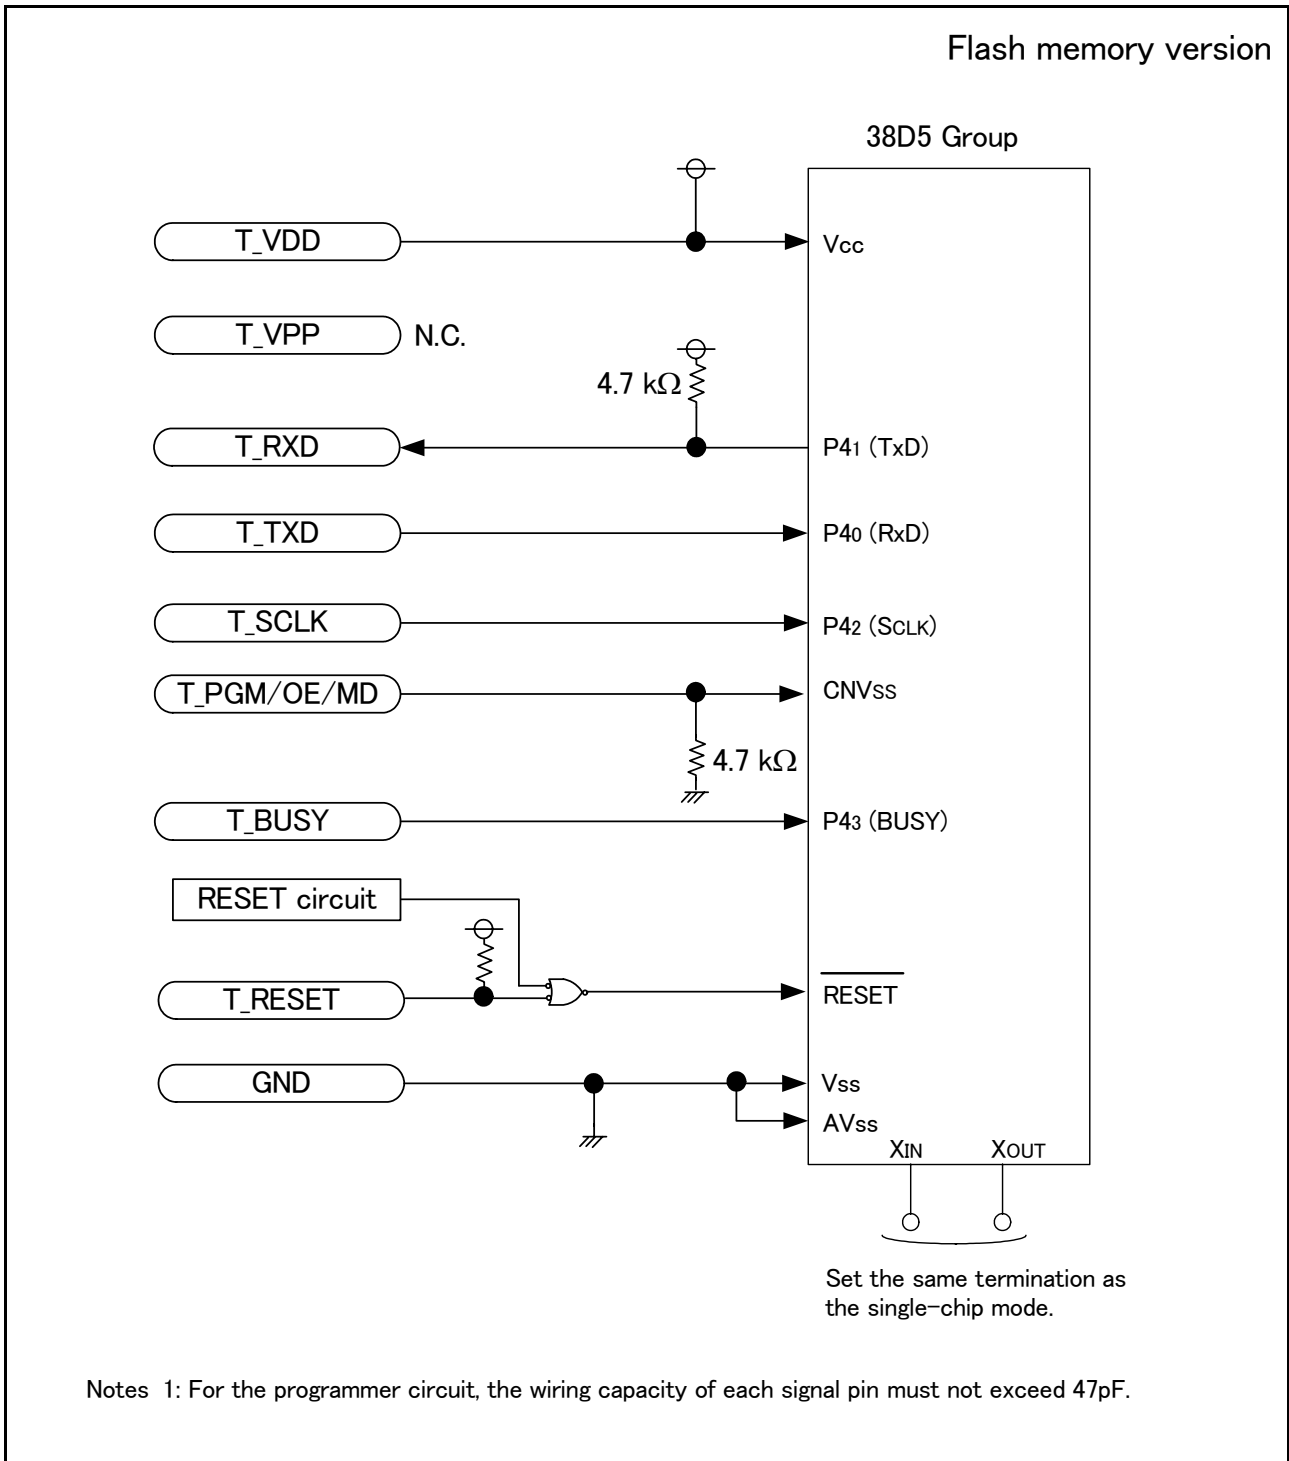 Flash memory version
38D5 Group
T_VDD
Vcc
T_VPP N.C.
4.7 kΩ
T_RXD
P41 (TxD)
T_TXD
P40 (RxD)
T_SCLK
P42 (SCLK)
T_PGM/OE/MD
CNVss
4.7 kΩ
T_BUSY
P43 (BUSY)
RESET circuit
T_RESET
RESET
GND
Vss
AVss
XIN
XOUT
Set the same termination as
the single-chip mode.
Notes 1: For the programmer circuit, the wiring capacity of each signal pin must not exceed 47pF.